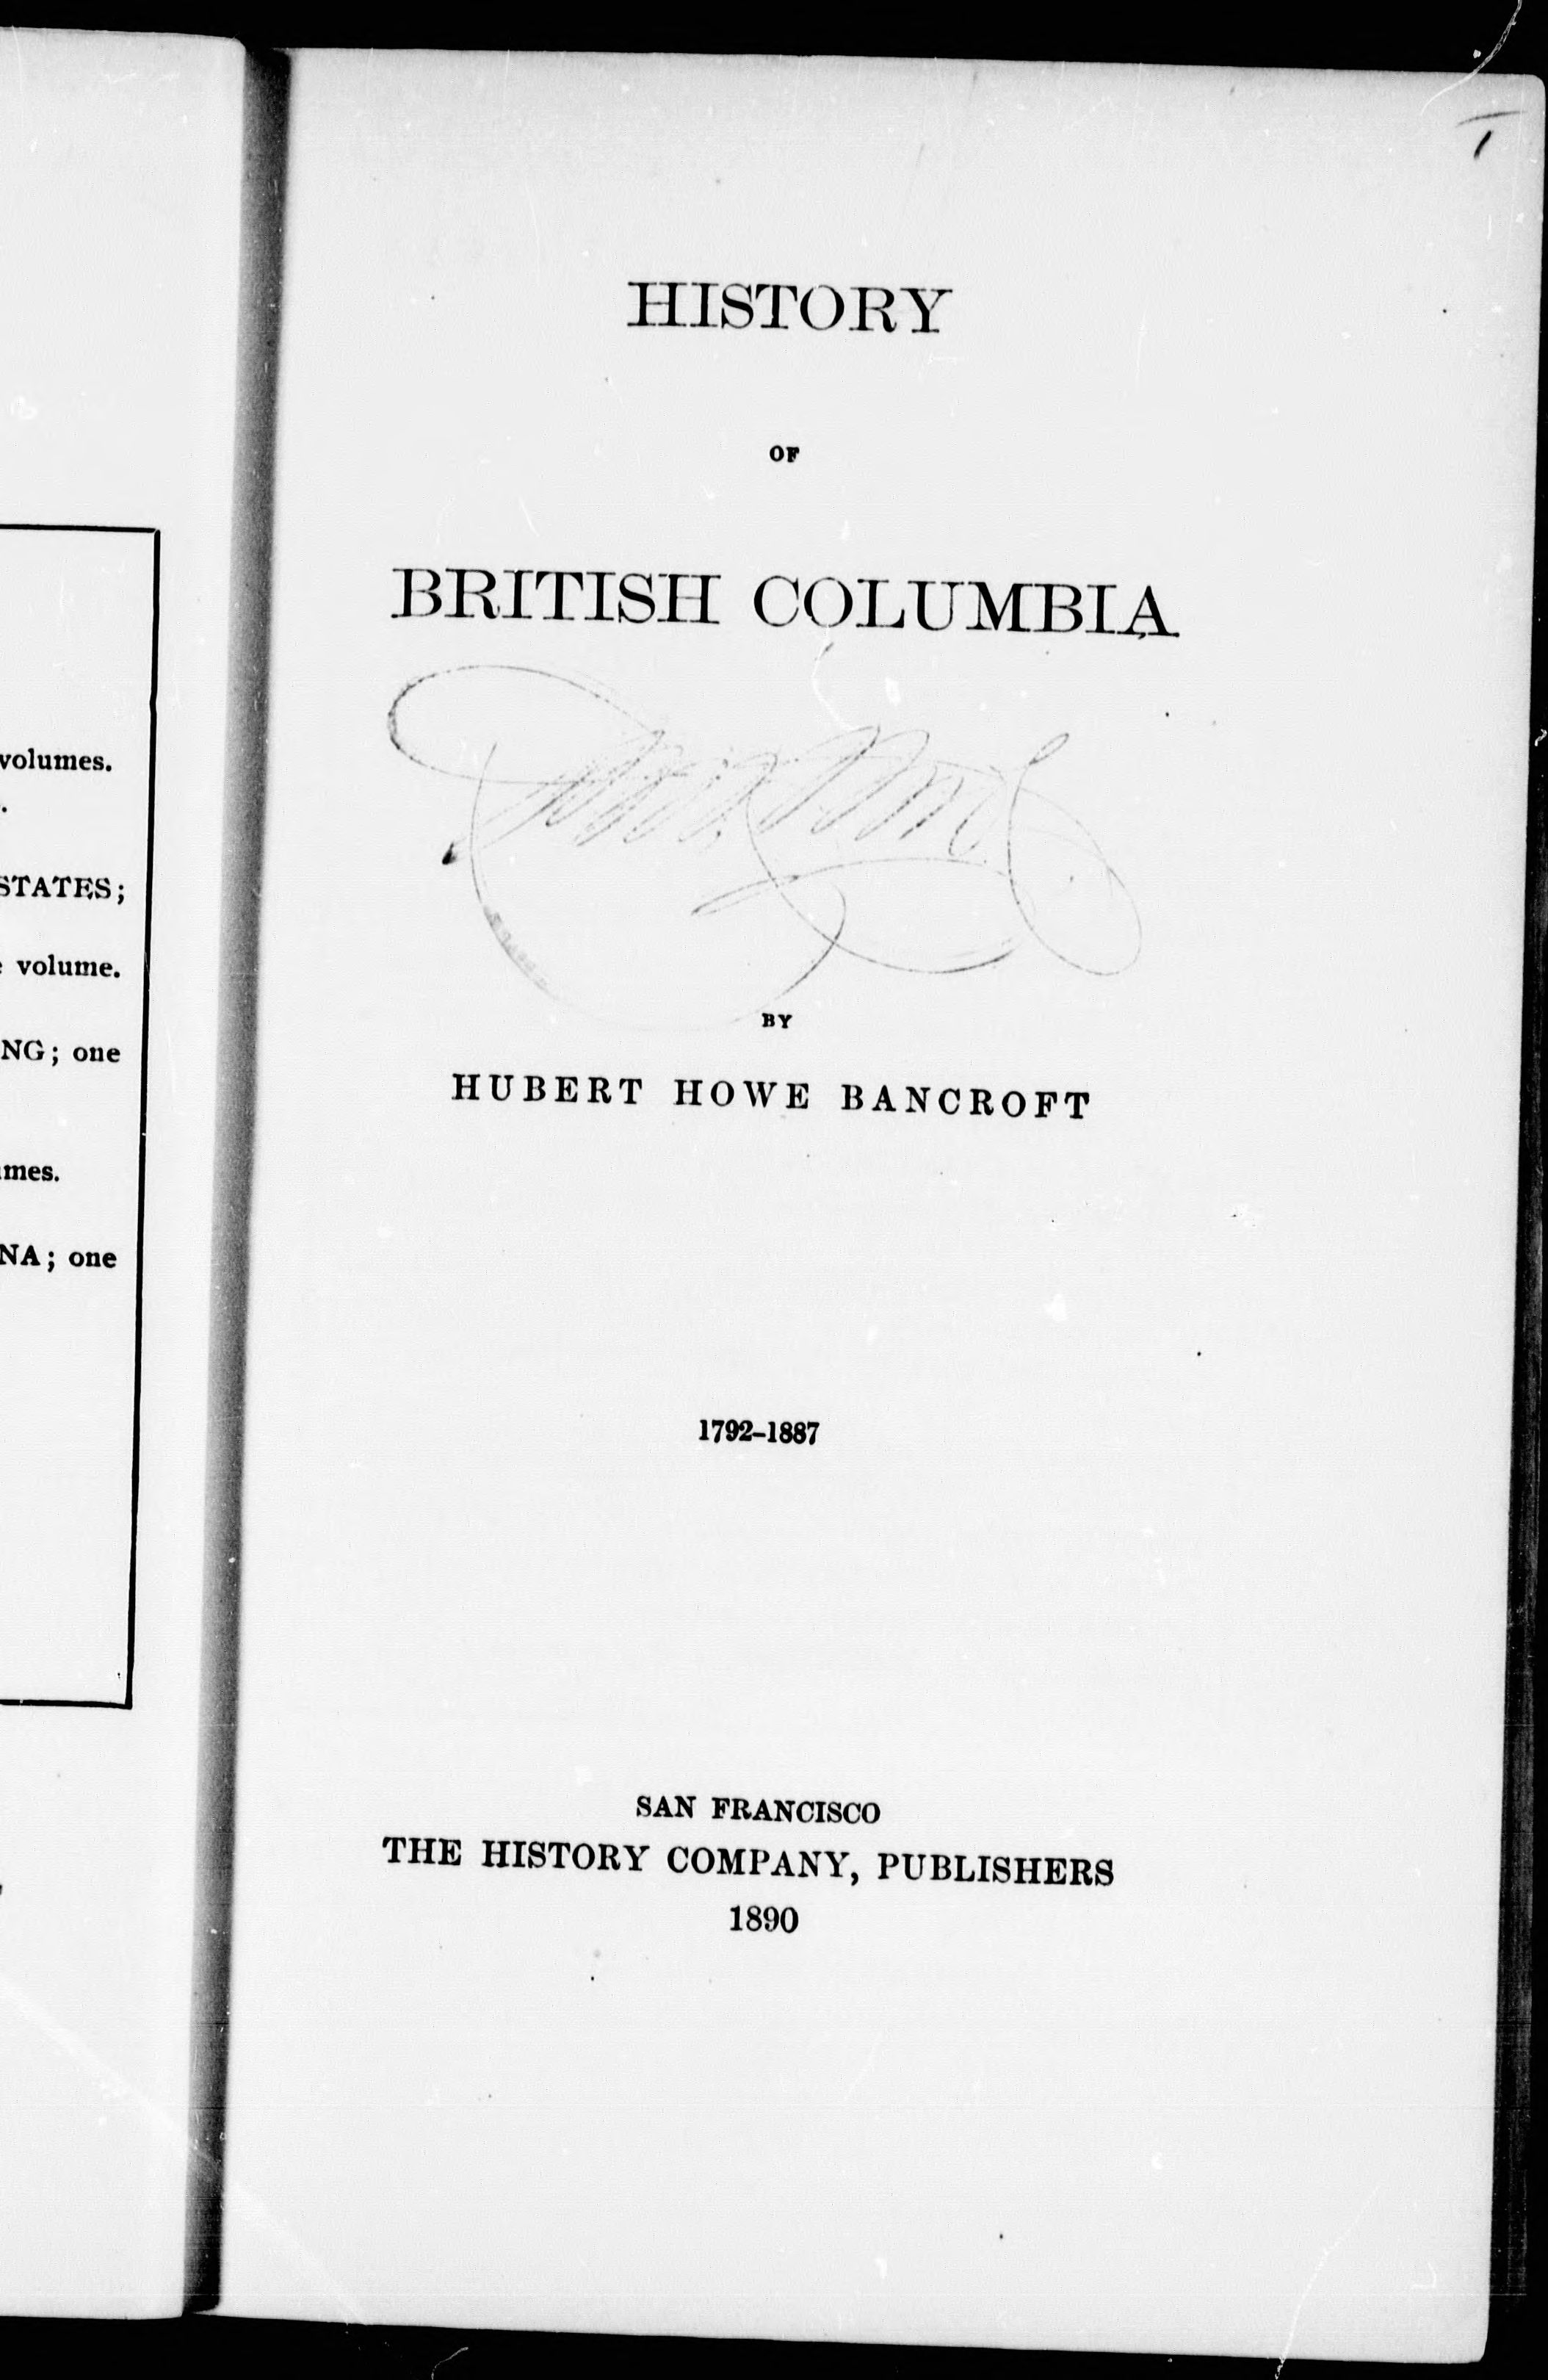 volumes.
STATES;
volume.
NG; one
mes.
NA; one
HISTORY
OF
BRITISH COLUMBIA
BY
HUBERT HOWE BANCROFT
1792–1887
SAN FRANCISCO
THE HISTORY COMPANY, PUBLISHERS
1890